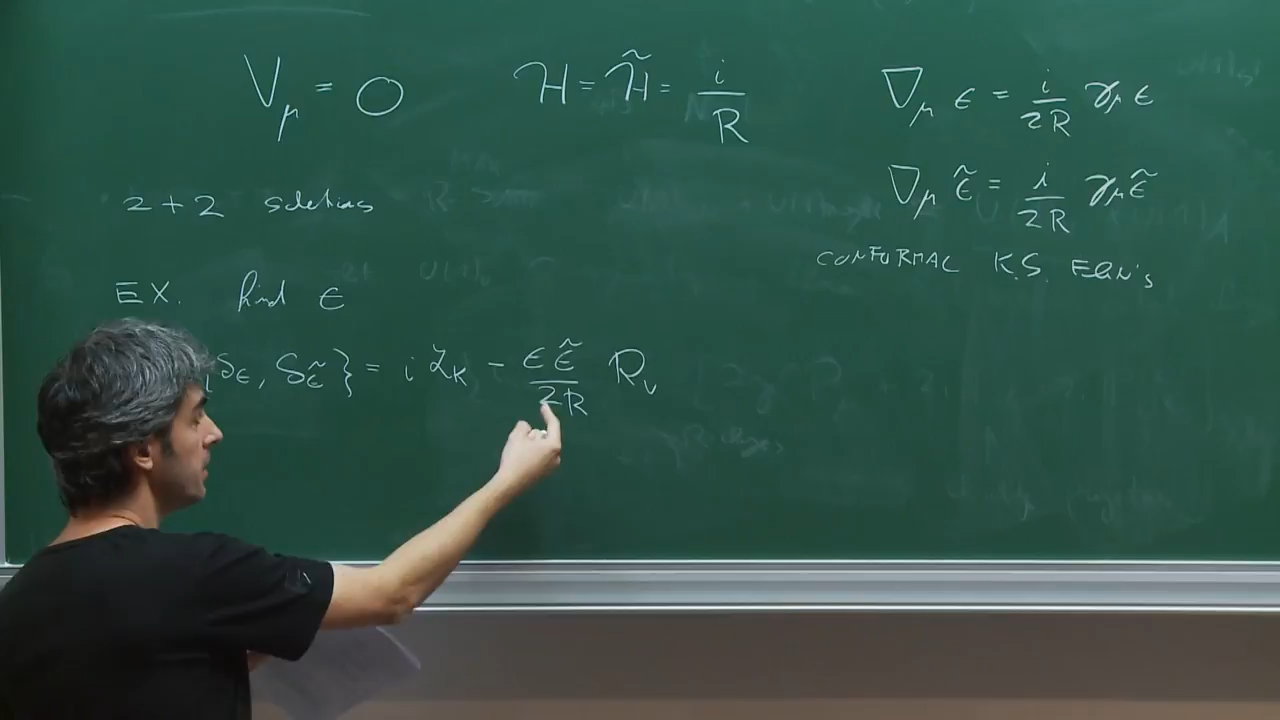 V_μ = 0
H = H̃ = i/R
∇_μ ϵ = i/2R γ_μ ϵ
∇_μ ϵ̃ = i/2R γ_μ ϵ̃
CONFORMAL K.S. EQN's
2+2 solutions
EX. find ϵ
{δ_ϵ, δ_ϵ̃} = i ℒ_K - ϵϵ̃/2R R_V